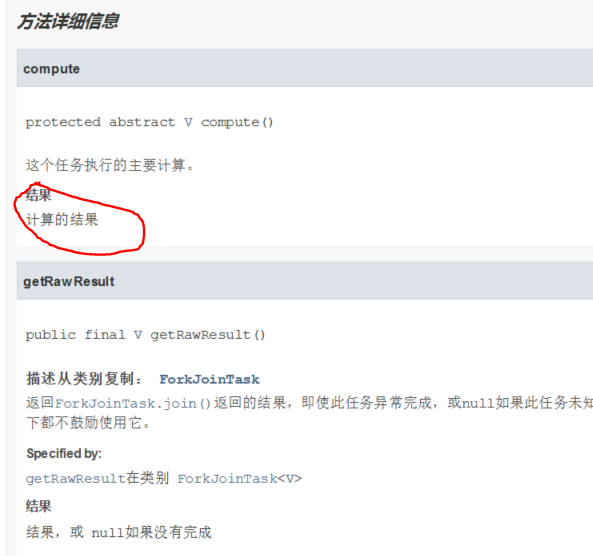 方法详细信息
compute
protected abstract V compute()
这个任务执行的主要计算。
结果
计算的结果
getRawResult
public final V getRawResult()
描述从类别复制： ForkJoinTask
返回ForkJoinTask.join()返回的结果，即使此任务异常完成，或null如果此任务未知
下都不鼓励使用它。
Specified by:
getRawResult在类别 ForkJoinTask<V>
结果
结果，或 null如果没有完成